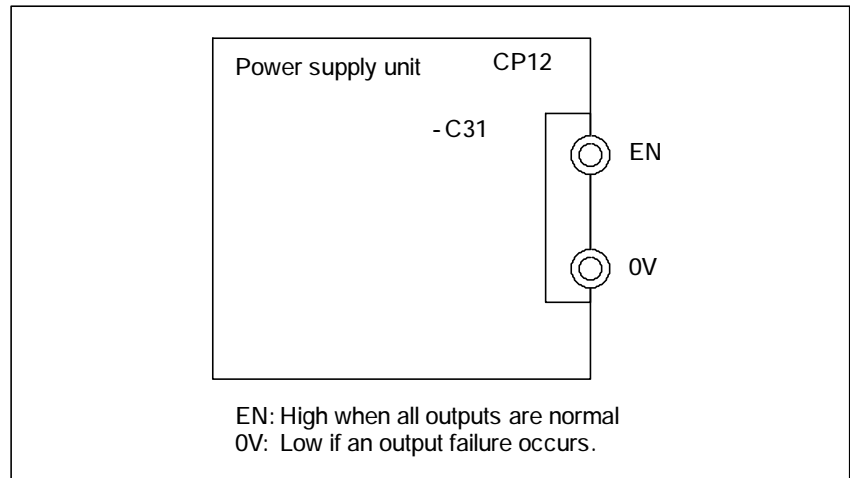 Power supply unit CP12
-C31
EN
0V
EN: High when all outputs are normal
0V: Low if an output failure occurs.